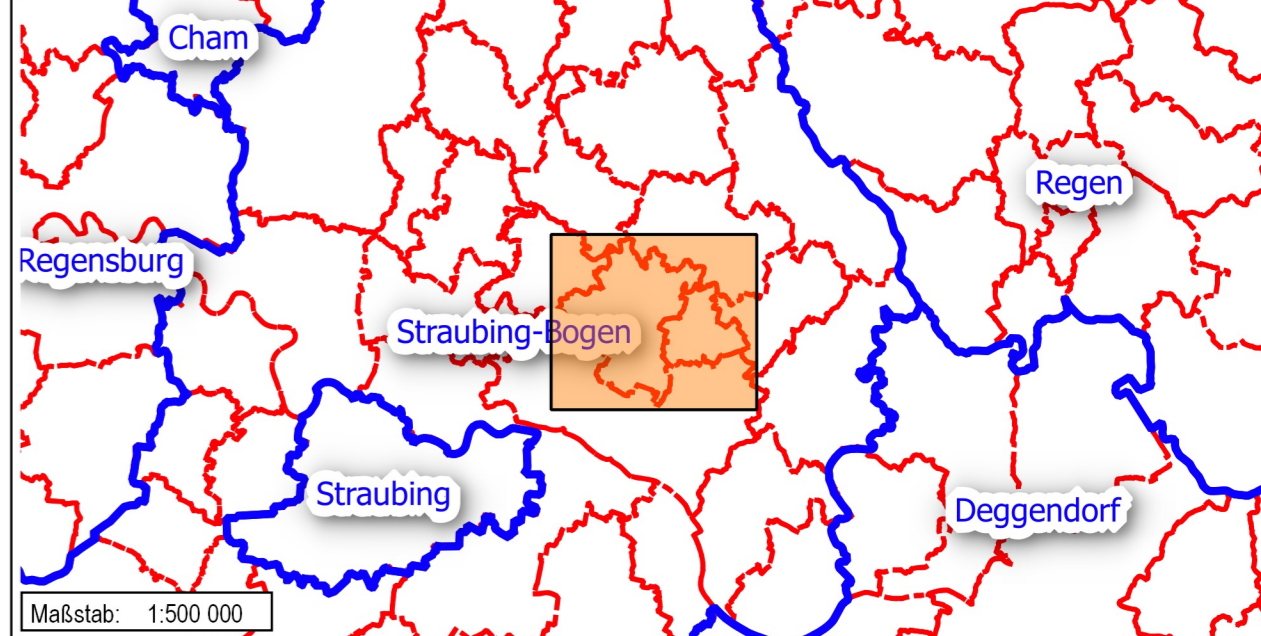 Cham
Regen
Regensburg
Straubing-Bogen
Straubing
Deggendorf
Maßstab: 1:500 000